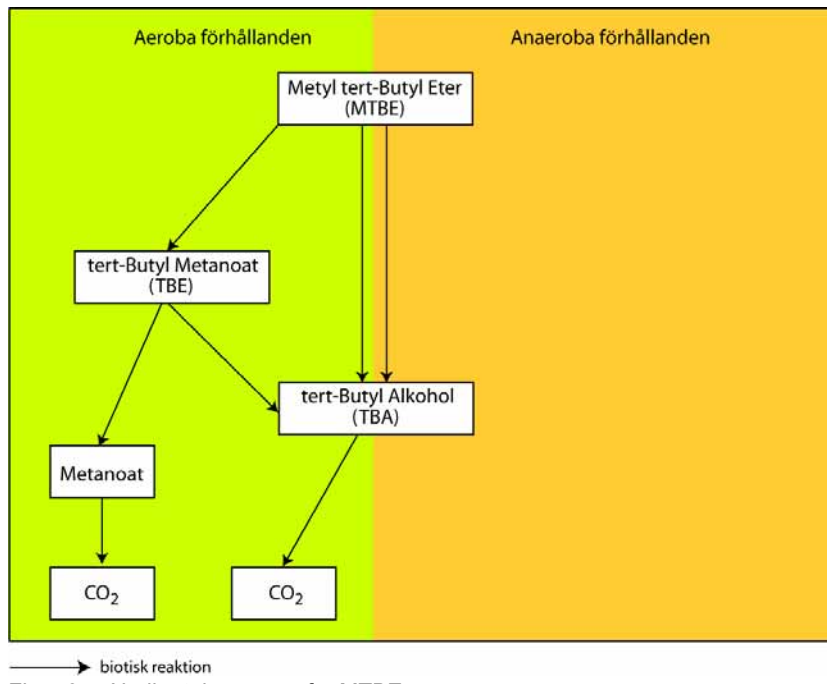 Aeroba förhållanden
Anaeroba förhållanden
Metyl tert-Butyl Eter
(MTBE)
tert-Butyl Metanoat
(TBE)
tert-Butyl Alkohol
(TBA)
Metanoat
CO2
CO2
biotisk reaktion